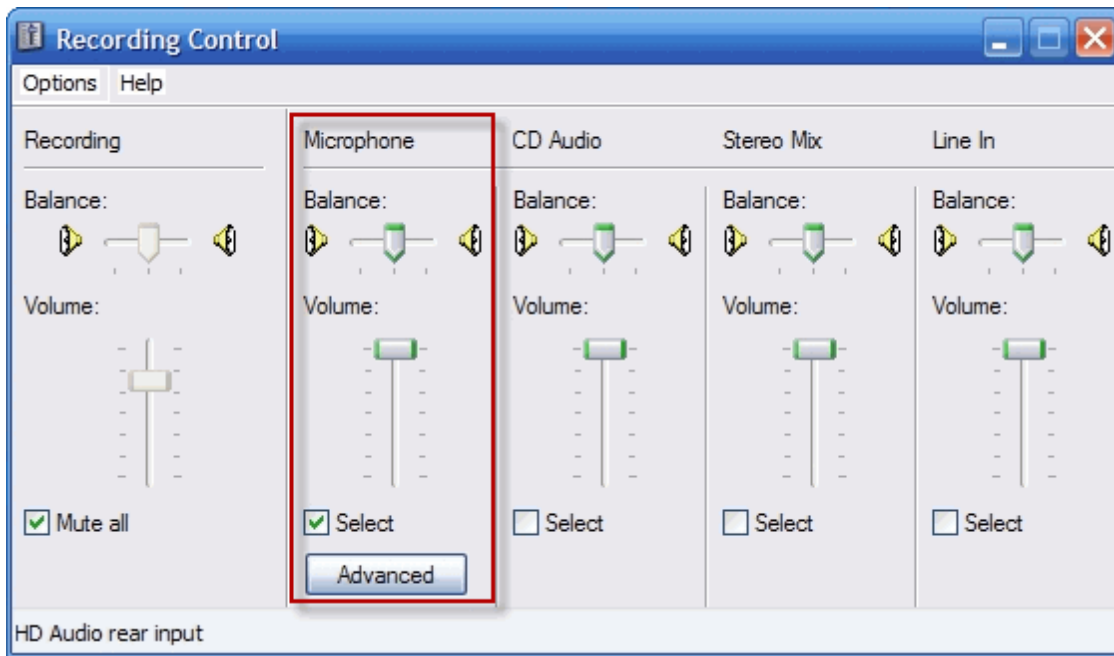 Recording Control
Options Help
Recording Microphone CD Audio Stereo Mix Line In
Balance: Balance: Balance: Balance: Balance:
Volume: Volume: Volume: Volume: Volume:
Mute all Select Select Select Select
Advanced
HD Audio rear input